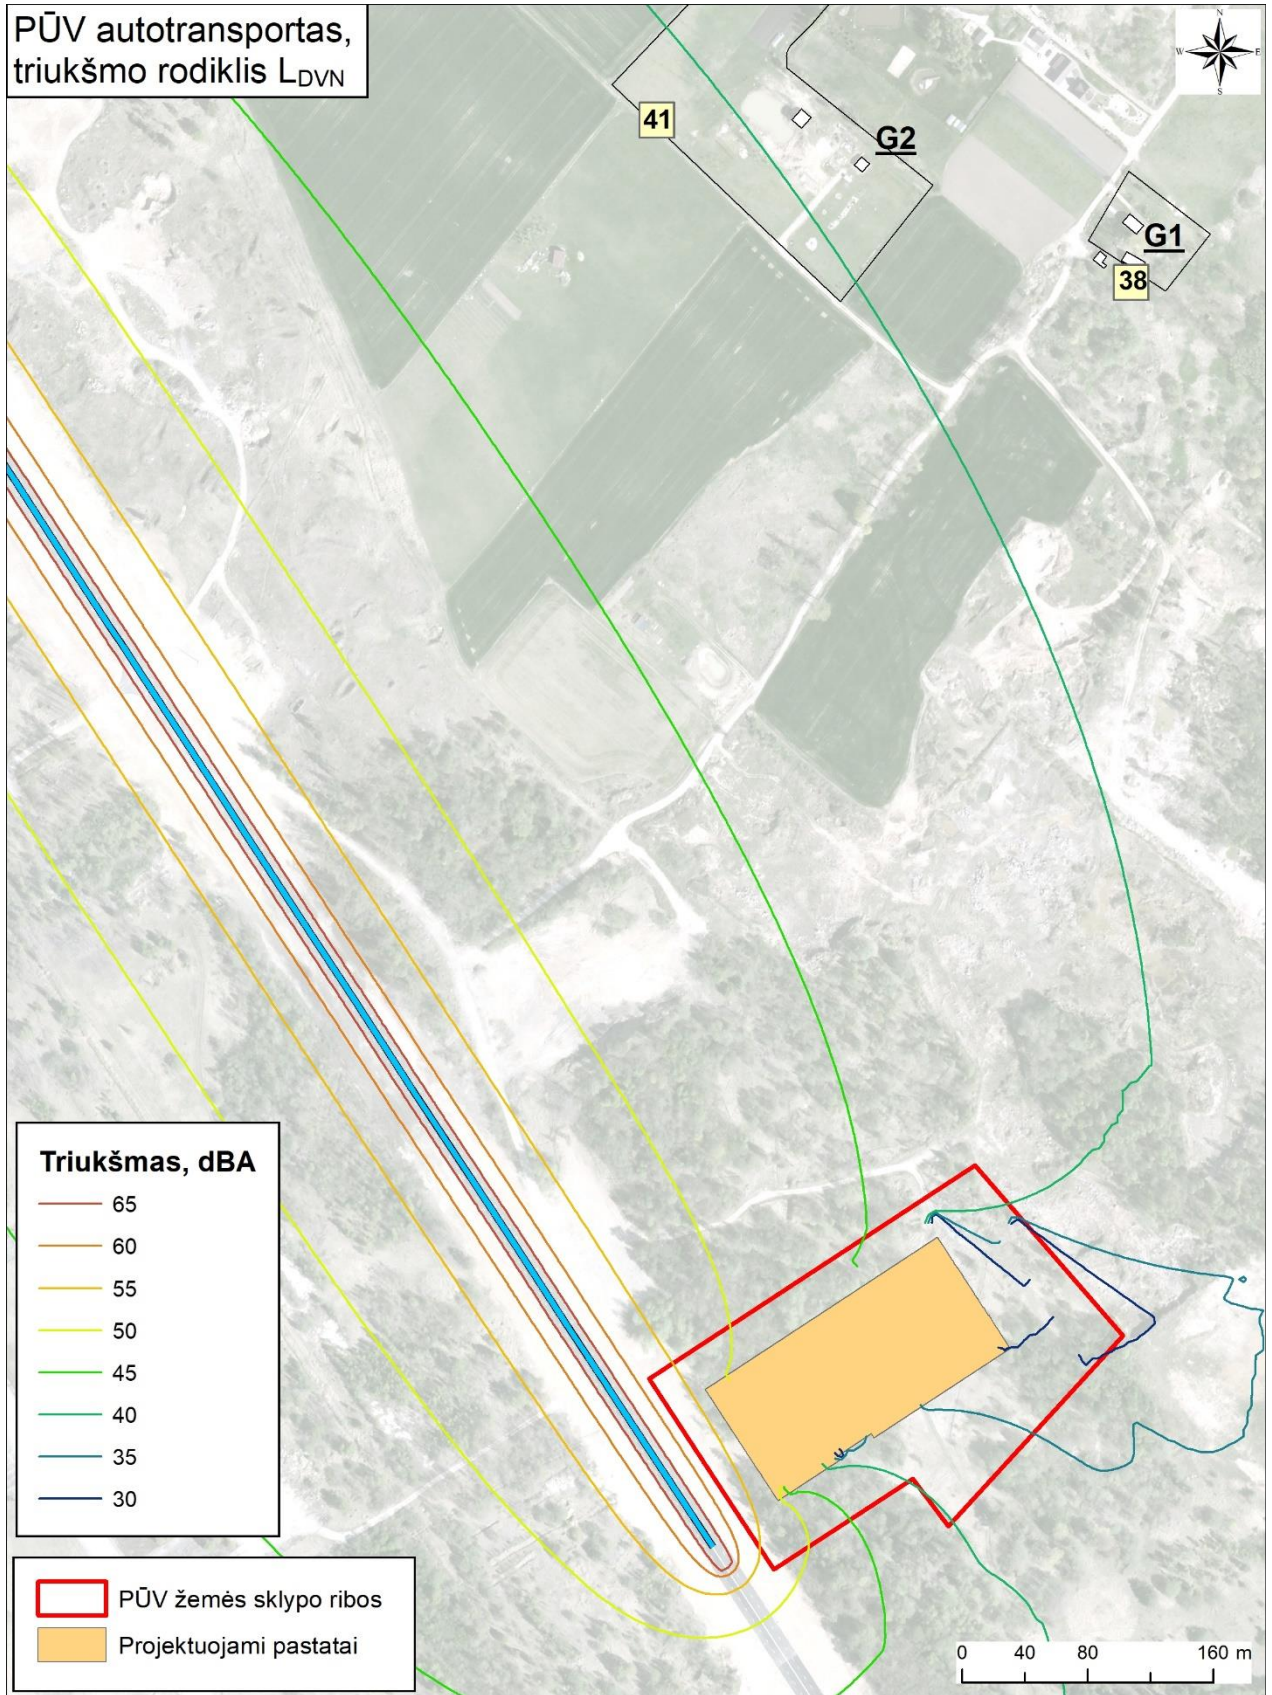 PŪV autotransportas,
triukšmo rodiklis LDVN
N
W
E
S
41
G2
G1
38
Triukšmas, dBA
65
60
55
50
45
40
35
30
PŪV žemės sklypo ribos
Projektuojami pastatai
0 40 80 160 m